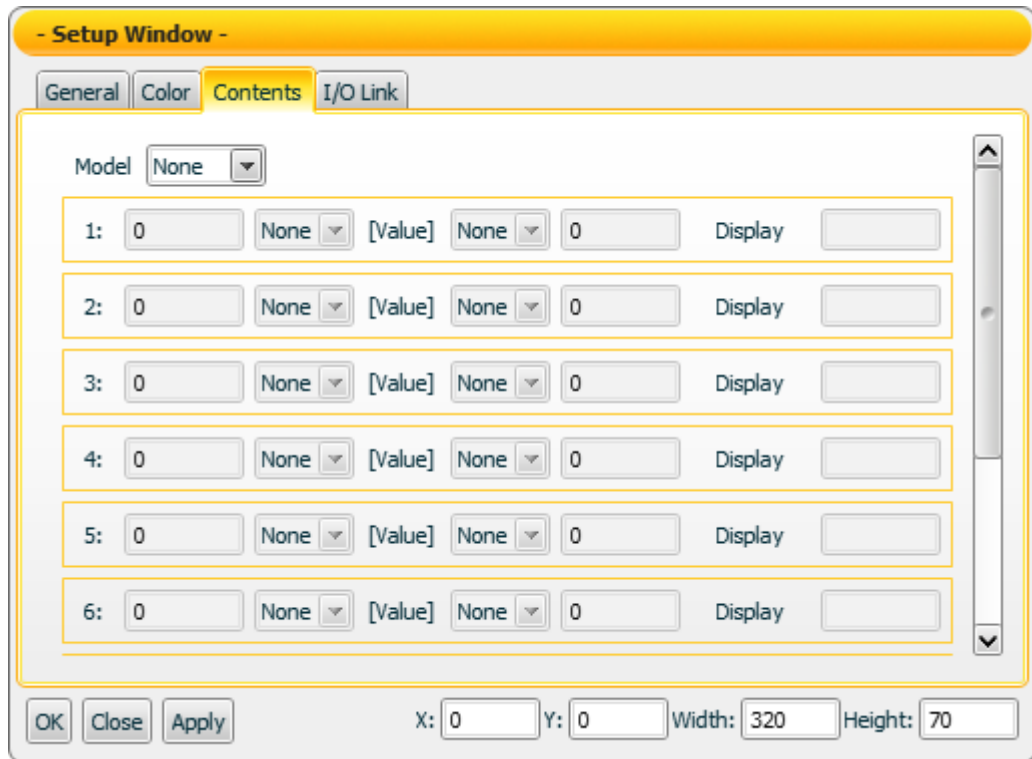 - Setup Window -
General Color Contents I/O Link
Model None
1: 0 None [Value] None 0 Display
2: 0 None [Value] None 0 Display
3: 0 None [Value] None 0 Display
4: 0 None [Value] None 0 Display
5: 0 None [Value] None 0 Display
6: 0 None [Value] None 0 Display
OK Close Apply X: 0 Y: 0 Width: 320 Height: 70